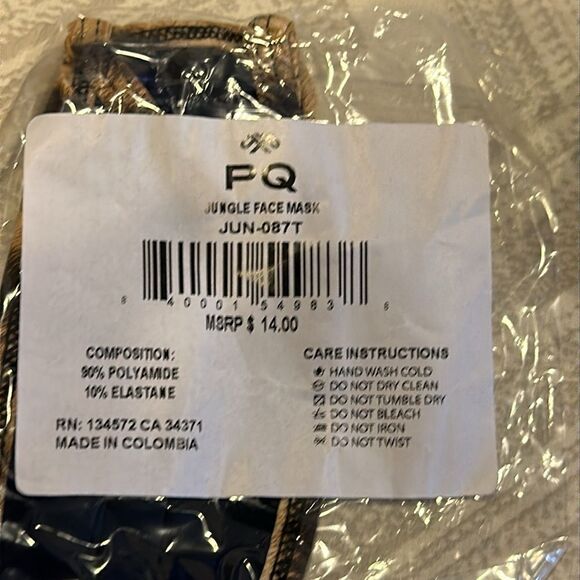 PQ
JUNGLE FACE MASK
JUN-087T
8 40001 54983 6
MSRP $ 14.00
COMPOSITION:
90% POLYAMIDE
10% ELASTANE
RN: 134572 CA 34371
MADE IN COLOMBIA
CARE INSTRUCTIONS
HAND WASH COLD
DO NOT DRY CLEAN
DO NOT TUMBLE DRY
DO NOT BLEACH
DO NOT IRON
DO NOT TWIST